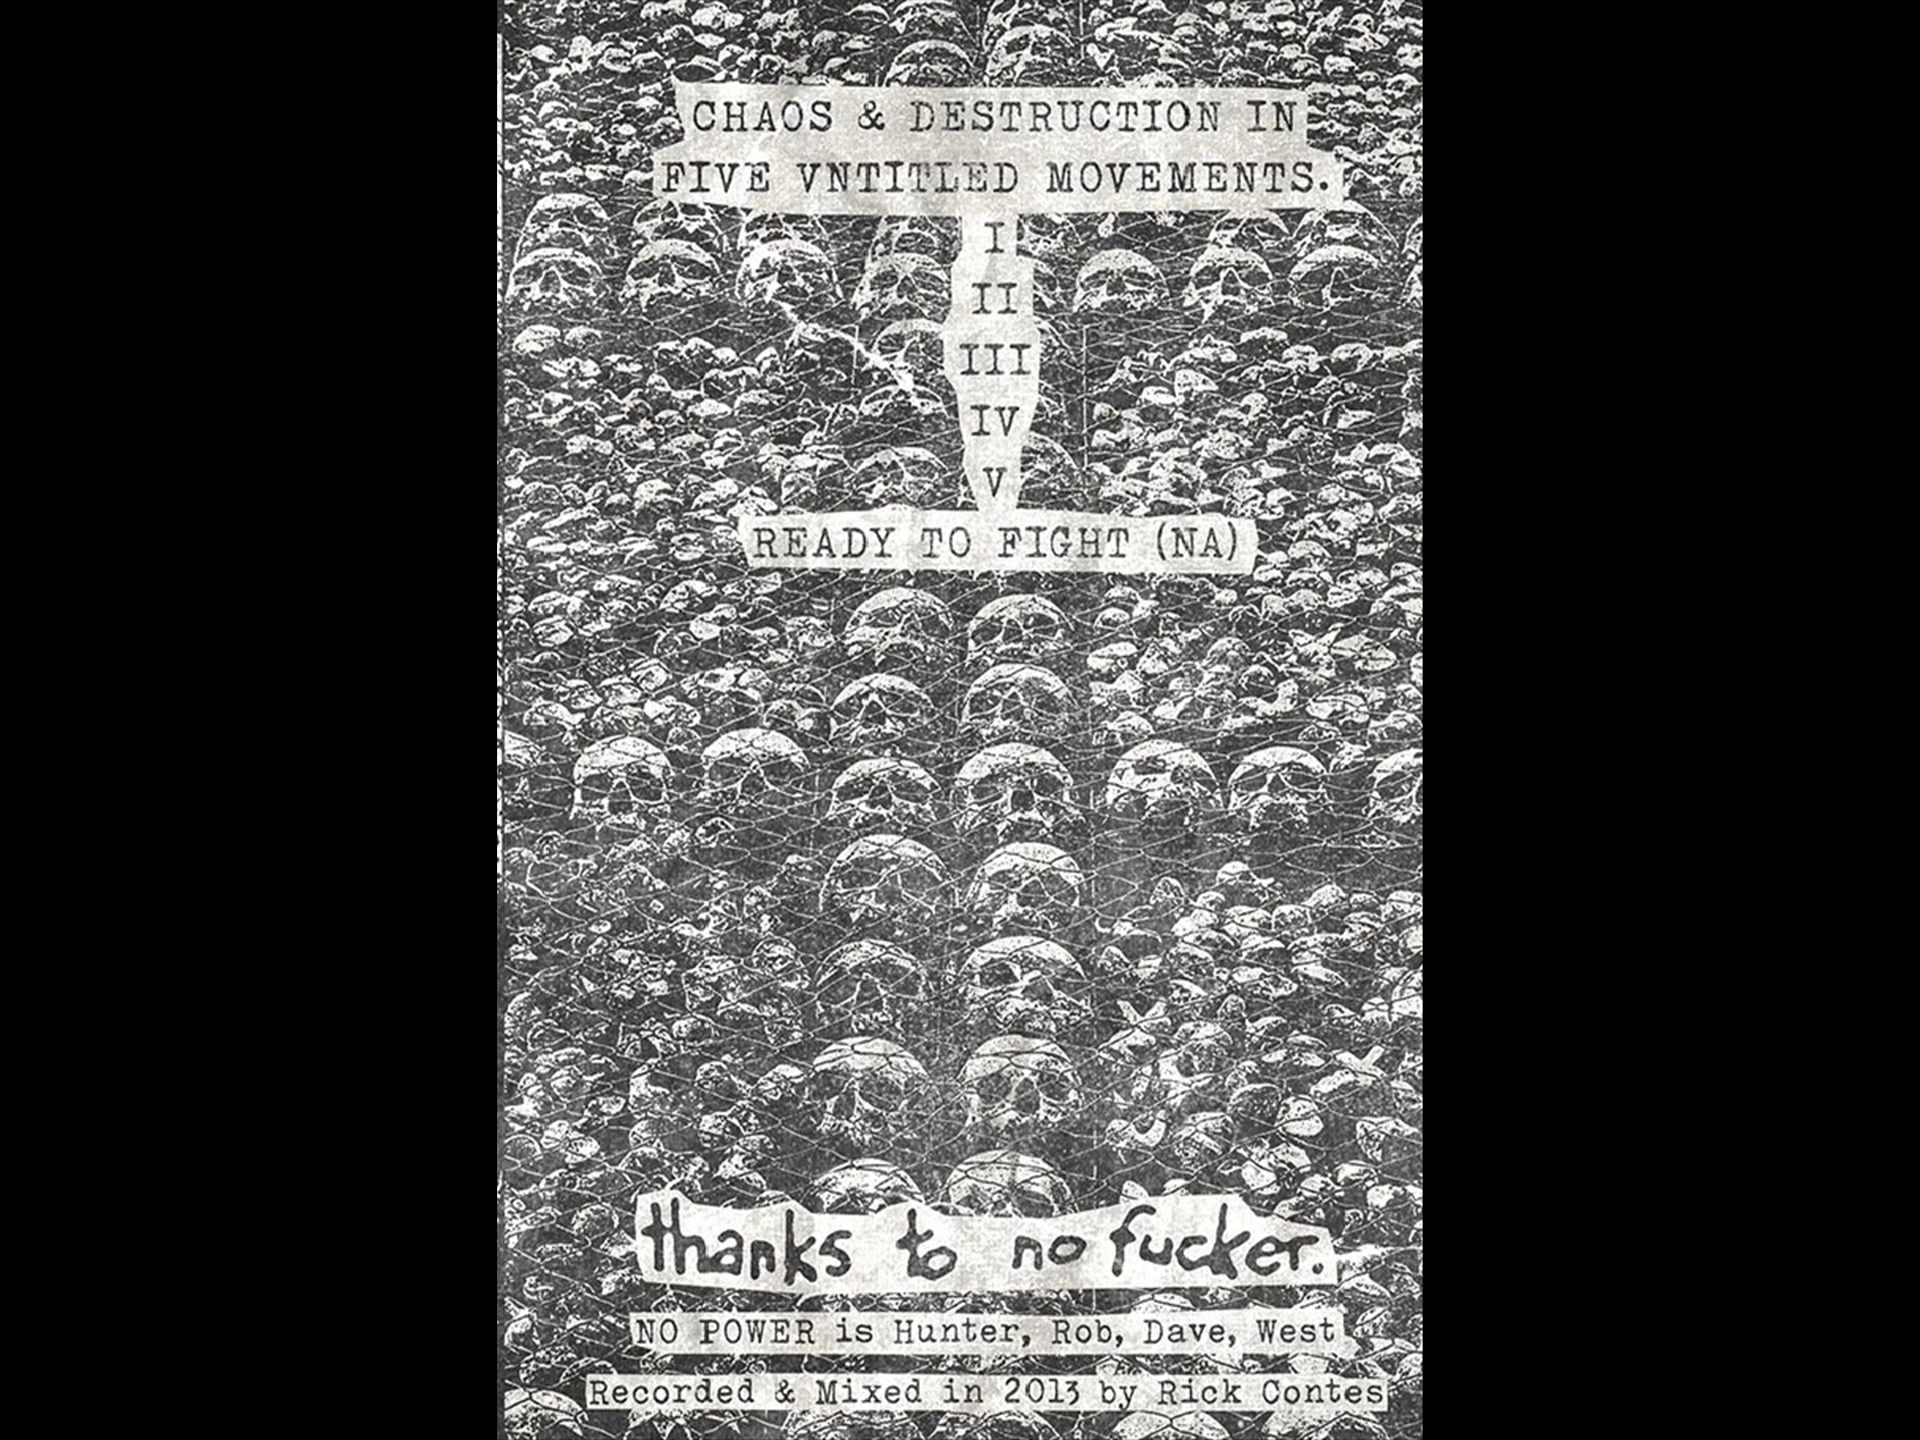 CHAOS & DESTRUCTION IN
FIVE VNTITLED MOVEMENTS.
I
II
III
IV
V
READY TO FIGHT (NA)
thanks to no fucker.
NO POWER is Hunter, Rob, Dave, West
Recorded & Mixed in 2013 by Rick Contes